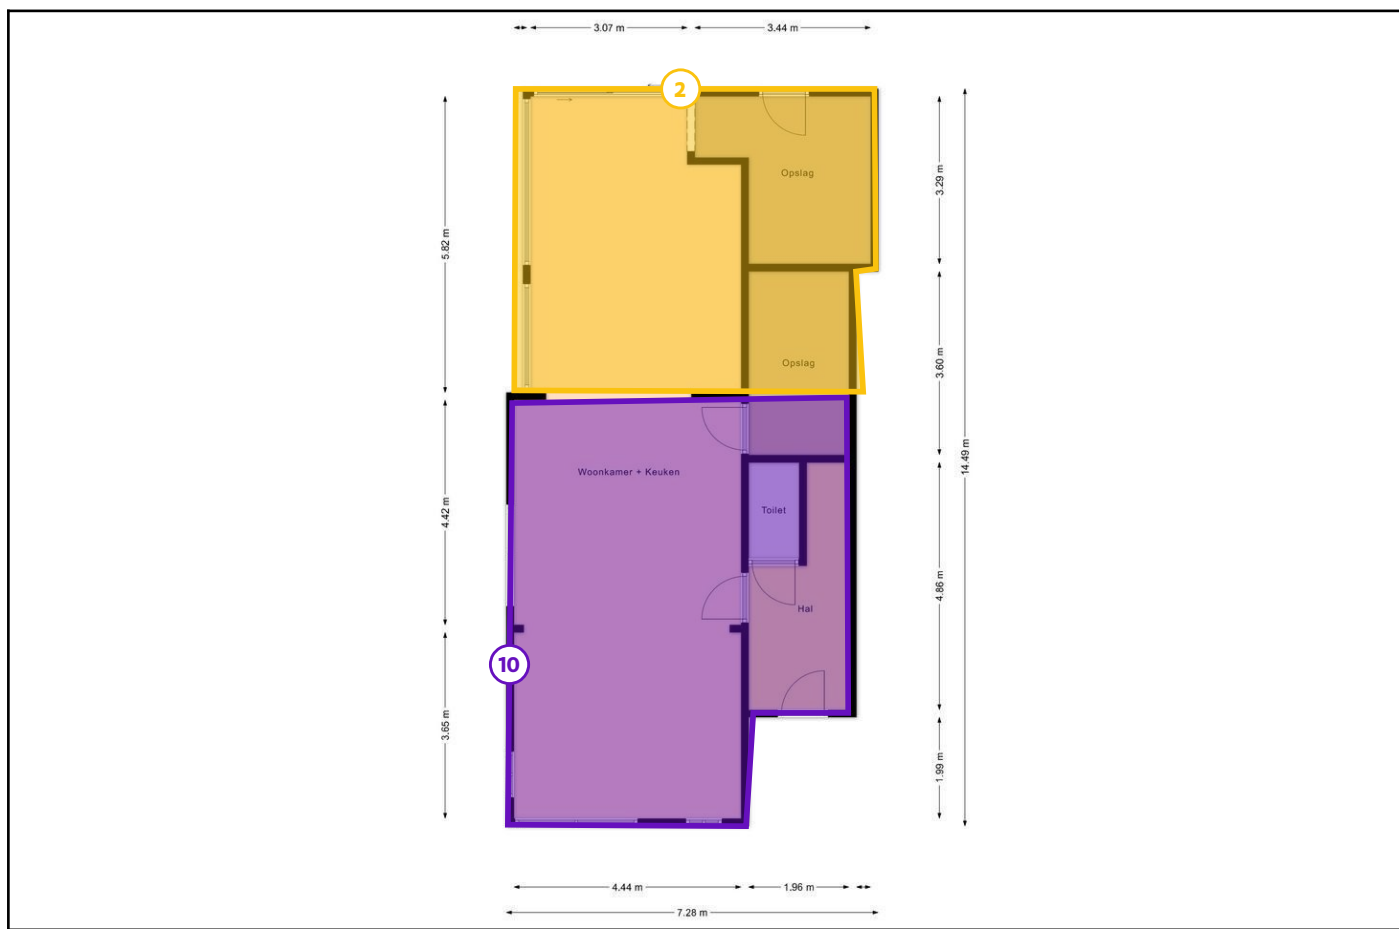 3.07 m
3.44 m
2
Opslag
3.29 m
5.82 m
Opslag
3.60 m
14.49 m
Woonkamer + Keuken
4.42 m
Toilet
4.86 m
Hal
10
3.65 m
1.99 m
4.44 m
1.96 m
7.28 m